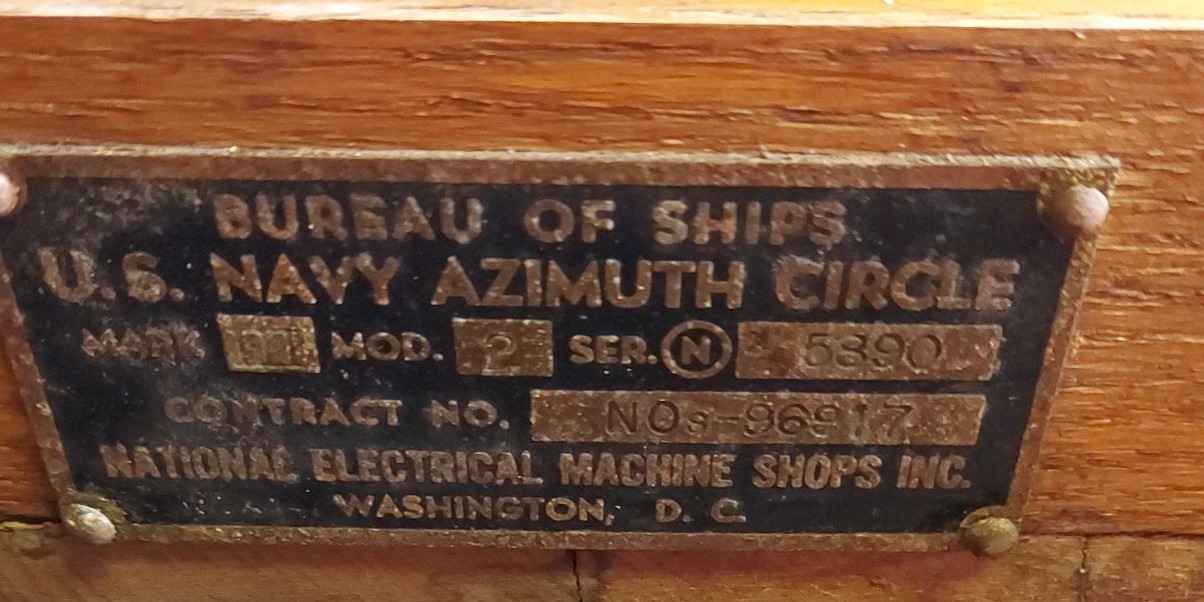 BUREAU OF SHIPS
U.S. NAVY AZIMUTH CIRCLE
MARK MOD. 2 SER. N 5890
CONTRACT NO. NOs-96917
NATIONAL ELECTRICAL MACHINE SHOPS INC.
WASHINGTON, D. C.